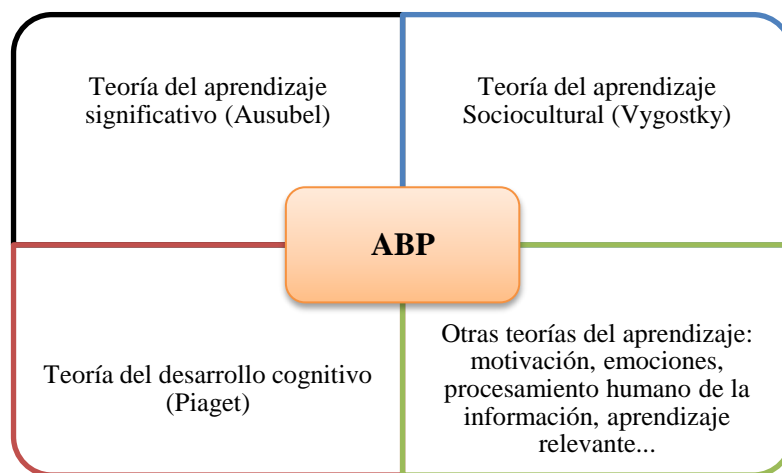 Teoría del aprendizaje
significativo (Ausubel)
Teoría del aprendizaje
Sociocultural (Vygostky)
ABP
Teoría del desarrollo cognitivo
(Piaget)
Otras teorías del aprendizaje:
motivación, emociones,
procesamiento humano de la
información, aprendizaje
relevante...